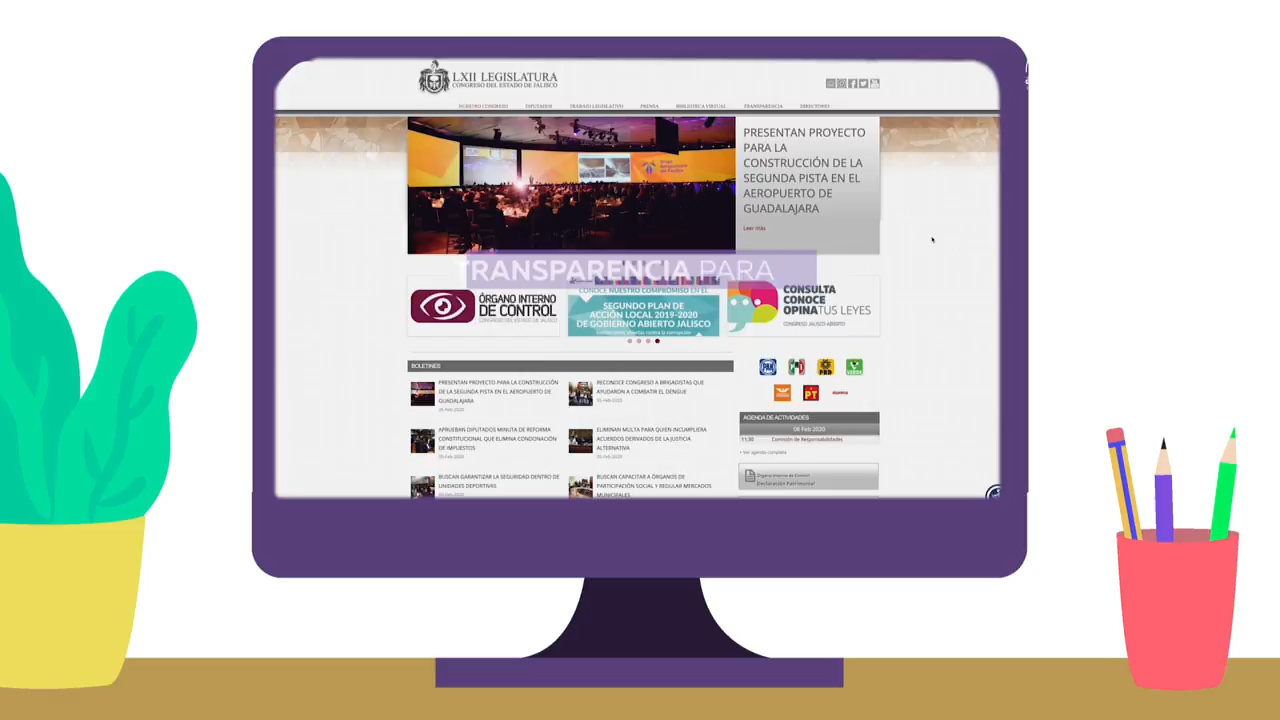 LXII LEGISLATURA
CONGRESO DEL ESTADO DE JALISCO
NUESTRO CONGRESO DIPUTADOS TRABAJO LEGISLATIVO PRENSA BIBLIOTECA VIRTUAL TRANSPARENCIA DIRECTORIO
PRESENTAN PROYECTO
PARA LA
CONSTRUCCIÓN DE LA
SEGUNDA PISTA EN EL
AEROPUERTO DE
GUADALAJARA
Leer más
TRANSPARENCIA PARA
ÓRGANO INTERNO
DE CONTROL
CONGRESO DEL ESTADO DE JALISCO
CONOCE NUESTRO COMPROMISO EN EL
SEGUNDO PLAN DE
ACCIÓN LOCAL 2019-2020
DE GOBIERNO ABIERTO JALISCO
CONSULTA
CONOCE
OPINA TUS LEYES
CONGRESO JALISCO ABIERTO
BOLETINES
PRESENTAN PROYECTO PARA LA CONSTRUCCIÓN
DE LA SEGUNDA PISTA EN EL AEROPUERTO DE
GUADALAJARA
RECONOCE CONGRESO A BRIGADISTAS QUE
AYUDARON A COMBATIR EL DENGUE
APRUEBAN DIPUTADOS MINUTA DE REFORMA
CONSTITUCIONAL QUE ELIMINA CONDONACIÓN
DE IMPUESTOS
ELIMINAN MULTA PARA QUIEN INCUMPLIERA
ACUERDOS DERIVADOS DE LA JUSTICIA
ALTERNATIVA
BUSCAN GARANTIZAR LA SEGURIDAD DENTRO DE
UNIDADES DEPORTIVAS
BUSCAN CAPACITAR A ÓRGANOS DE
PARTICIPACIÓN SOCIAL Y REGULAR MERCADOS
MUNICIPALES
PAN PRI PRD VERDE
PT morena
AGENDA DE ACTIVIDADES
06 Feb 2020
11:30 Comisión de Responsabilidades
+ Ver agenda completa
Declaración Patrimonial